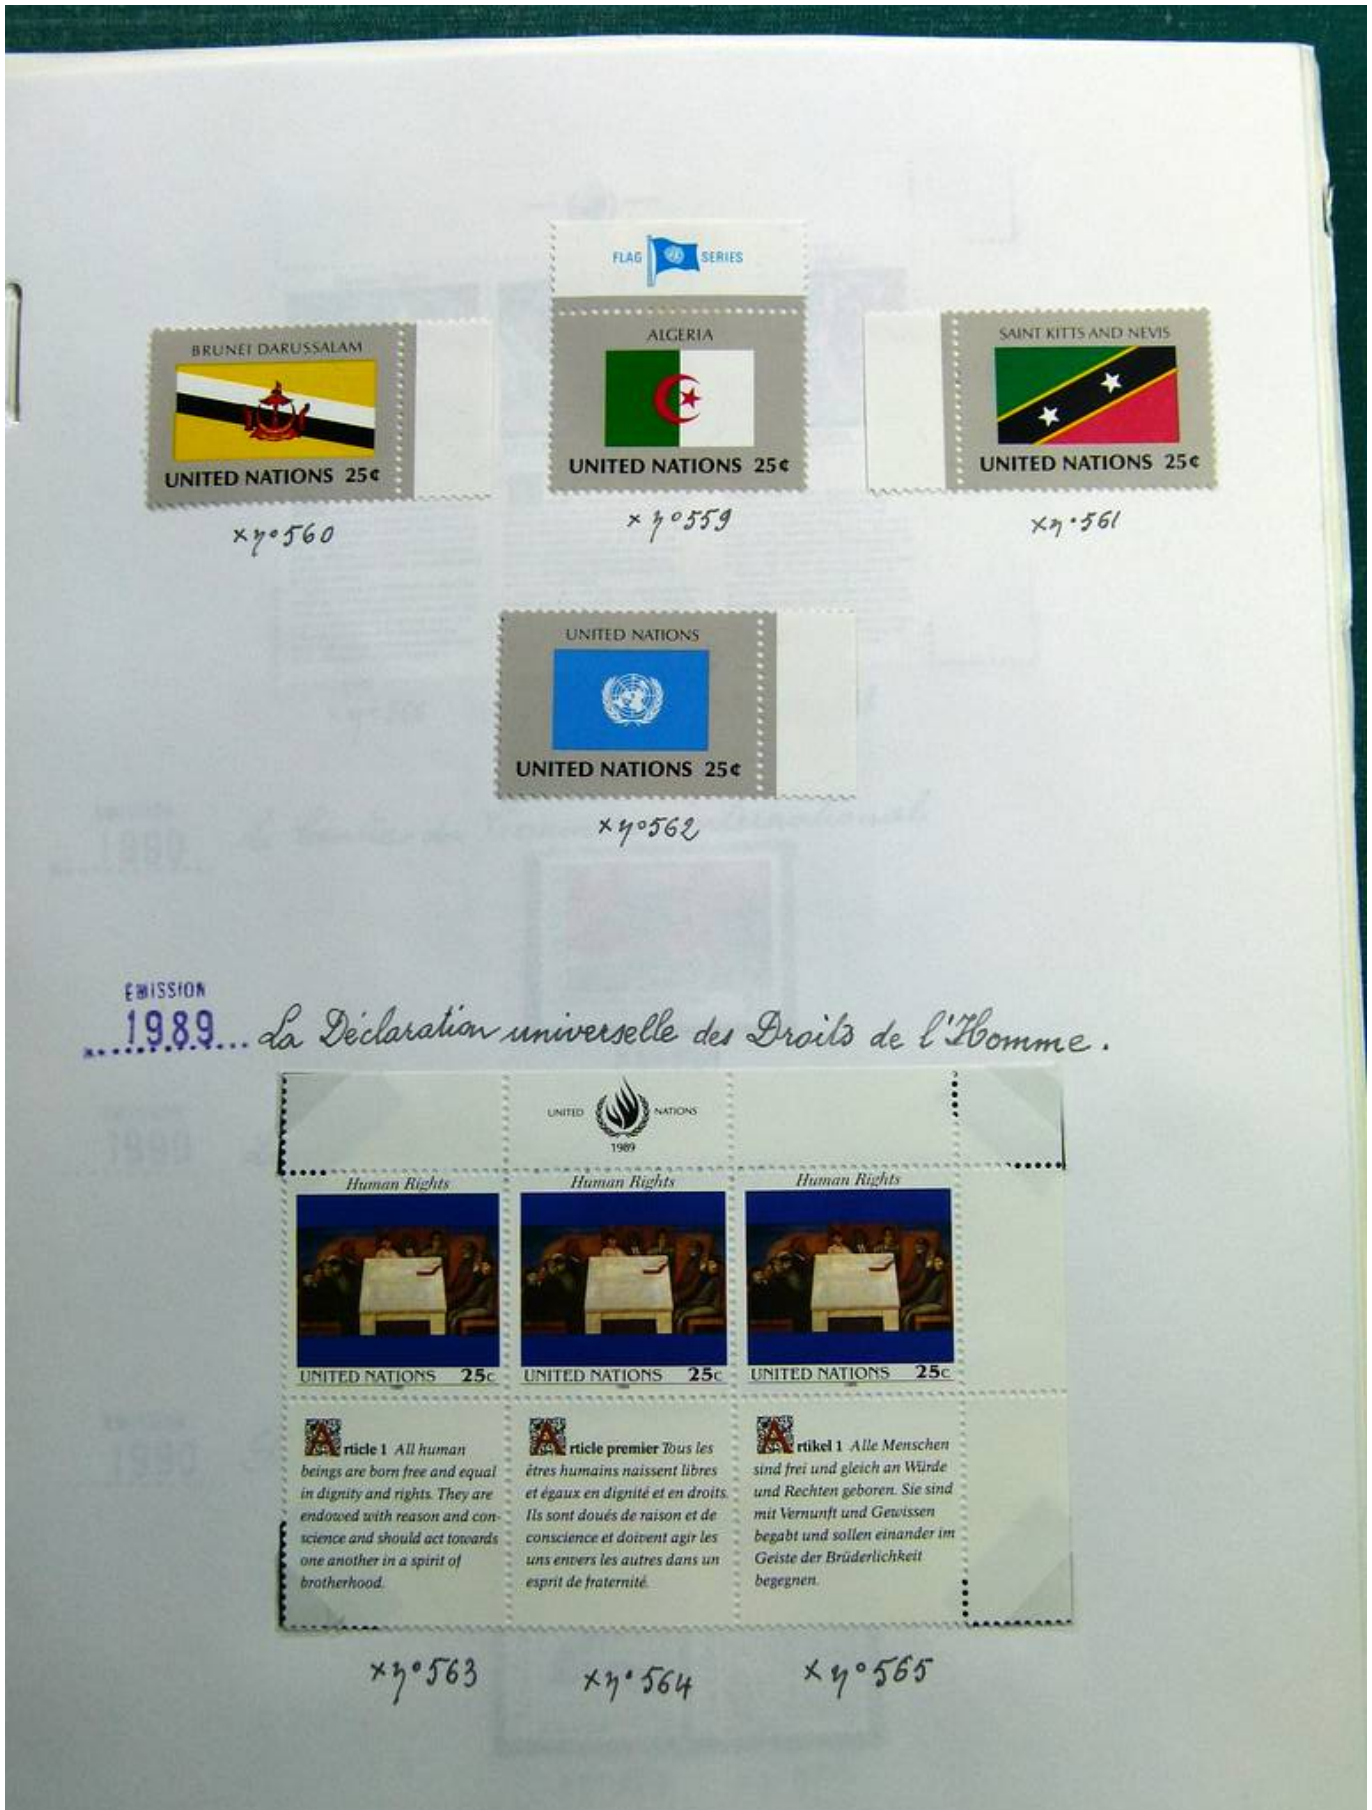 FLAG SERIES
BRUNEI DARUSSALAM
UNITED NATIONS 25¢
×n°560
ALGERIA
UNITED NATIONS 25¢
×n°559
SAINT KITTS AND NEVIS
UNITED NATIONS 25¢
×n°561
UNITED NATIONS
UNITED NATIONS 25¢
×n°562
ÉMISSION
1989 La Déclaration universelle des Droits de l'Homme.
UNITED NATIONS
1989
Human Rights
UNITED NATIONS 25c
Article 1 All human
beings are born free and equal
in dignity and rights. They are
endowed with reason and con-
science and should act towards
one another in a spirit of
brotherhood.
×n°563
Human Rights
UNITED NATIONS 25c
Article premier Tous les
êtres humains naissent libres
et égaux en dignité et en droits.
Ils sont doués de raison et de
conscience et doivent agir les
uns envers les autres dans un
esprit de fraternité.
×n°564
Human Rights
UNITED NATIONS 25c
Artikel 1 Alle Menschen
sind frei und gleich an Würde
und Rechten geboren. Sie sind
mit Vernunft und Gewissen
begabt und sollen einander im
Geiste der Brüderlichkeit
begegnen.
×n°565